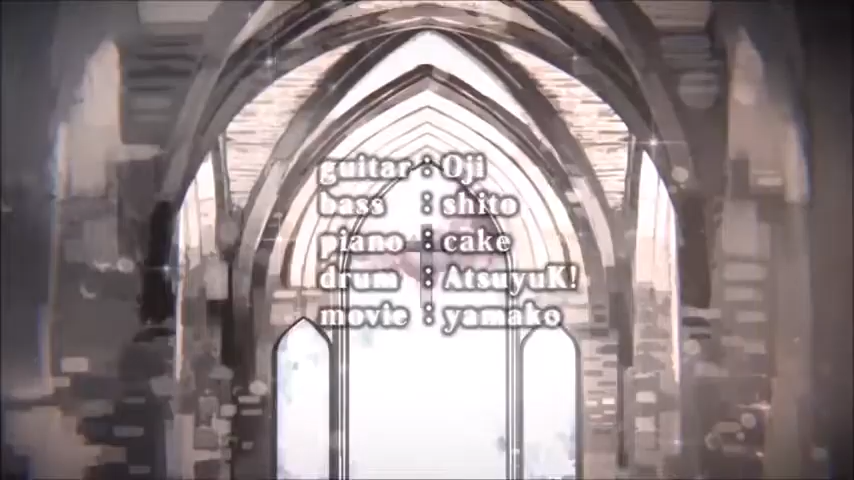 guitar : Oji
bass : shito
piano : cake
drum : AtsuyuK!
movie : yamako